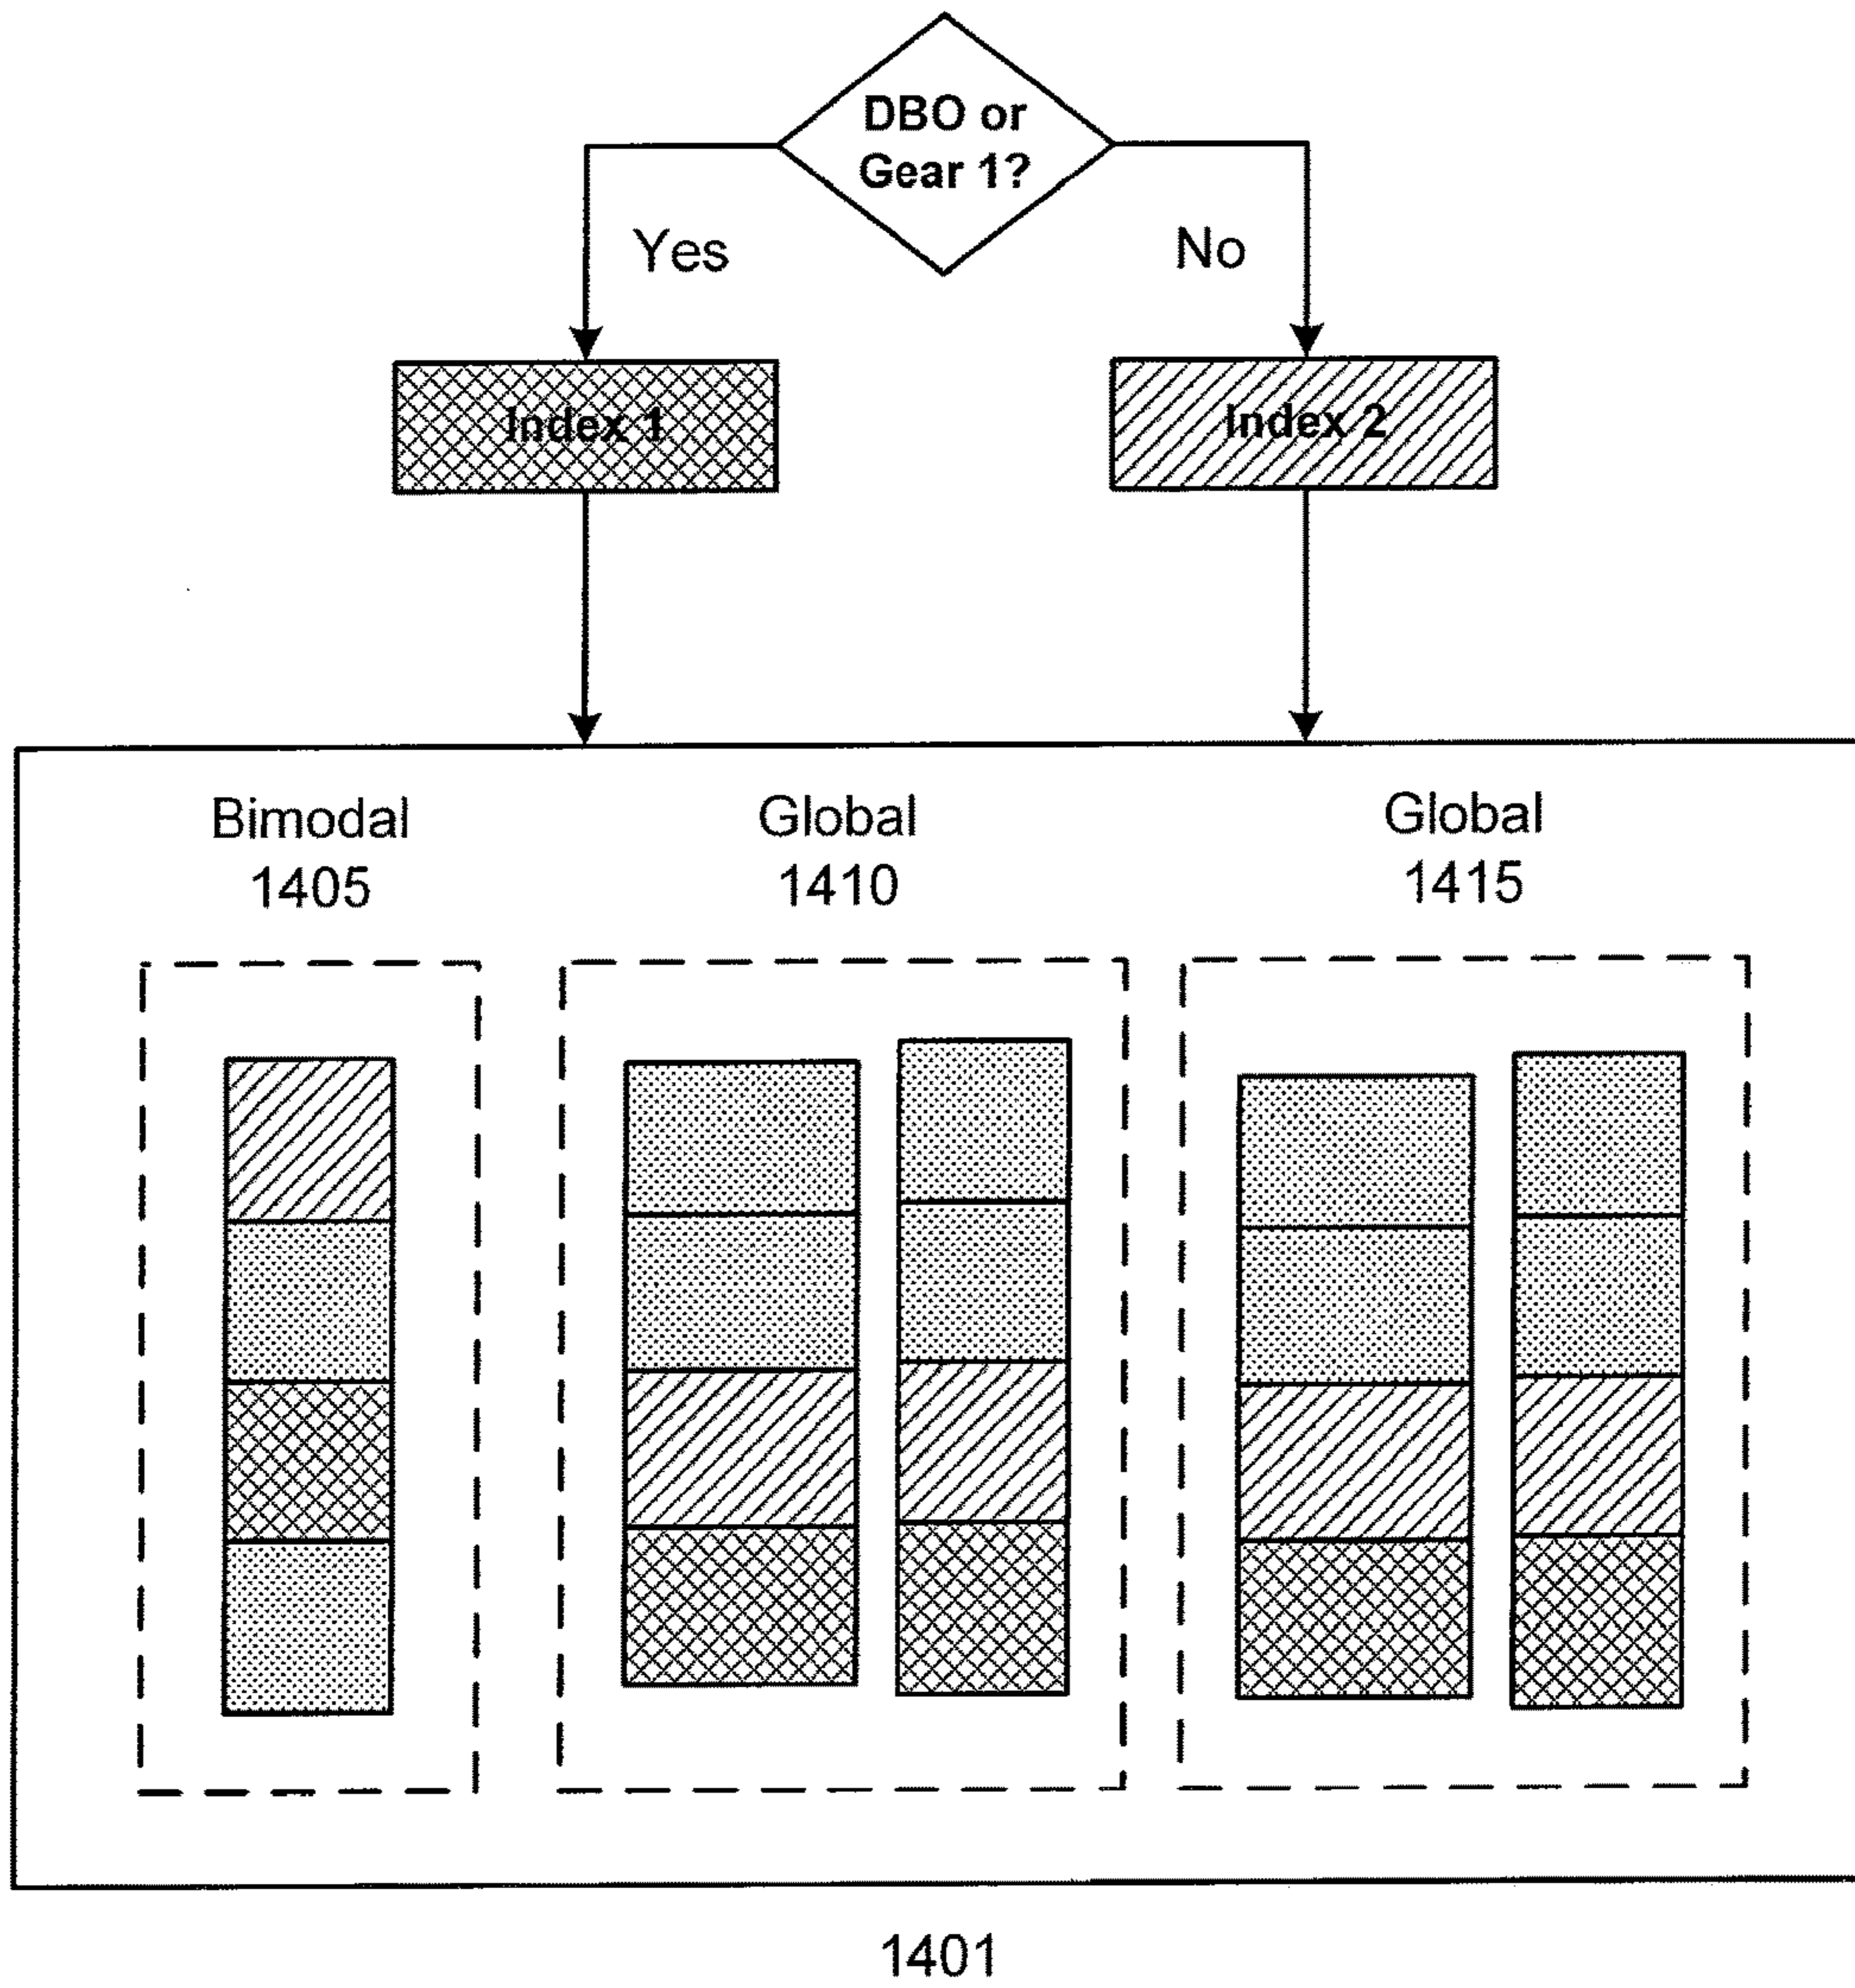 DBO or
Gear 1?
Yes
No
Index 1
Index 2
Bimodal
1405
Global
1410
Global
1415
1401